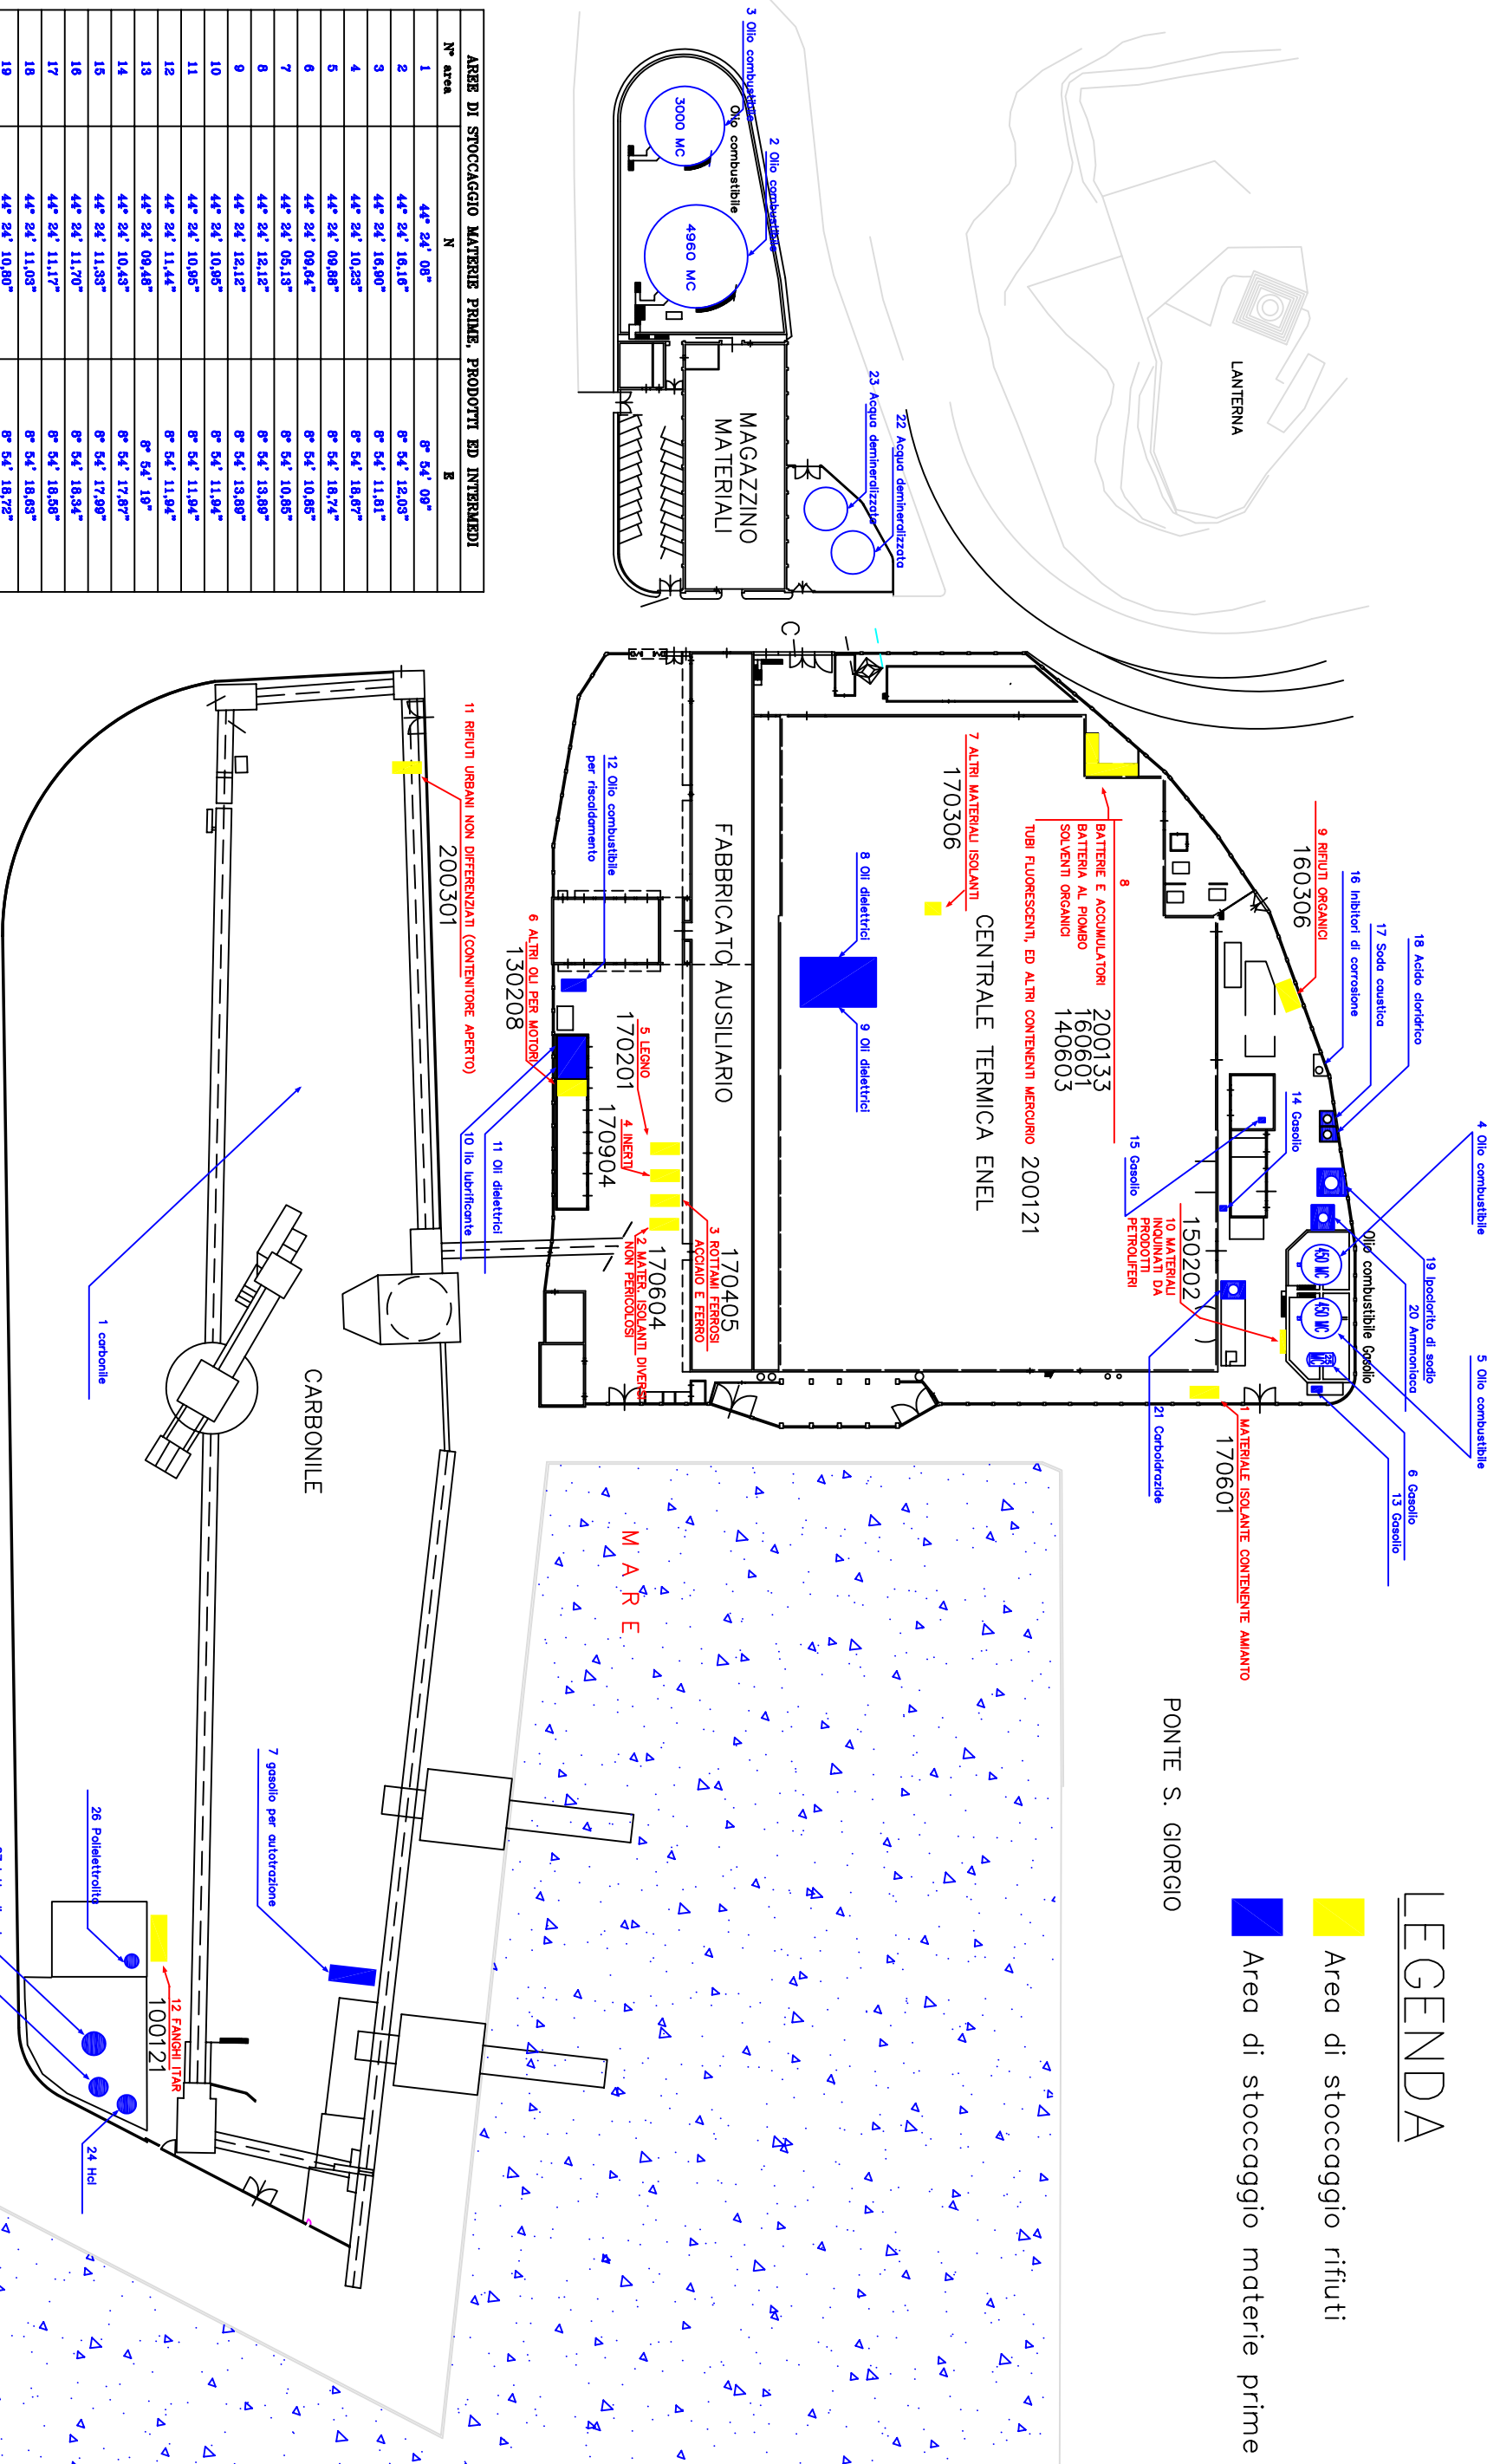 LEGENDA
Area di stoccaggio rifiuti
Area di stoccaggio materie prime
PONTE S. GIORGIO
LANTERNA
3 Olio combustibile
2 Olio combustibile
Olio combustibile
3000 MC
4960 MC
23 Acqua demineralizzata
22 Acqua demineralizzata
MAGAZZINO
MATERIALI
C
4 Olio combustibile
5 Olio combustibile
19 Ipoclorito di sodio
20 Ammoniaca
6 Gasolio
13 Gasolio
18 Acido cloridrico
17 Soda caustica
16 Inibitori di corrosione
9 RIFIUTI ORGANICI
160306
Olio combustibile Gasolio
450 MC
450 MC
14 Gasolio
15 Gasolio
1 MATERIALE ISOLANTE CONTENENTE AMIANTO
170601
150202
10 MATERIALI
INQUINATI DA
PRODOTTI
PETROLIFERI
21 Carboidrazide
8
BATTERIE E ACCUMULATORI 200133
BATTERIA AL PIOMBO 160601
SOLVENTI ORGANICI 140603
TUBI FLUORESCENTI, ED ALTRI CONTENENTI MERCURIO 200121
CENTRALE TERMICA ENEL
7 ALTRI MATERIALI ISOLANTI
170306
8 Oli dielettrici
9 Oli dielettrici
FABBRICATO AUSILIARIO
170405
3 ROTTAMI FERROSI
ACCIAIO E FERRO
170604
2 MATER. ISOLANTI DIVERSI
NON PERICOLOSI
5 LEGNO
170201
4 INERTI
170904
12 Olio combustibile
per riscaldamento
6 ALTRI OLI PER MOTORI
130208
11 Oli dielettrici
10 lio lubrificante
11 RIFIUTI URBANI NON DIFFERENZIATI (CONTENITORE APERTO)
200301
MARE
CARBONILE
1 carbonile
7 gasolio per autotrazione
26 Polielettrolita
12 FANGHI ITAR
100121
24 Hcl
AREE DI STOCCAGGIO MATERIE PRIME, PRODOTTI ED INTERMEDI
N° area N E
1 44° 24' 08" 8° 54' 09"
2 44° 24' 16,16" 8° 54' 12,03"
3 44° 24' 16,90" 8° 54' 11,81"
4 44° 24' 10,23" 8° 54' 18,67"
5 44° 24' 09,88" 8° 54' 18,74"
6 44° 24' 09,64" 8° 54' 10,85"
7 44° 24' 05,13" 8° 54' 10,85"
8 44° 24' 12,12" 8° 54' 13,89"
9 44° 24' 12,12" 8° 54' 13,89"
10 44° 24' 10,95" 8° 54' 11,94"
11 44° 24' 10,95" 8° 54' 11,94"
12 44° 24' 11,44" 8° 54' 11,94"
13 44° 24' 09,48" 8° 54' 19"
14 44° 24' 10,43" 8° 54' 17,87"
15 44° 24' 11,33" 8° 54' 17,99"
16 44° 24' 11,70" 8° 54' 18,34"
17 44° 24' 11,17" 8° 54' 18,58"
18 44° 24' 11,03" 8° 54' 18,63"
19 44° 24' 10,80" 8° 54' 18,72"